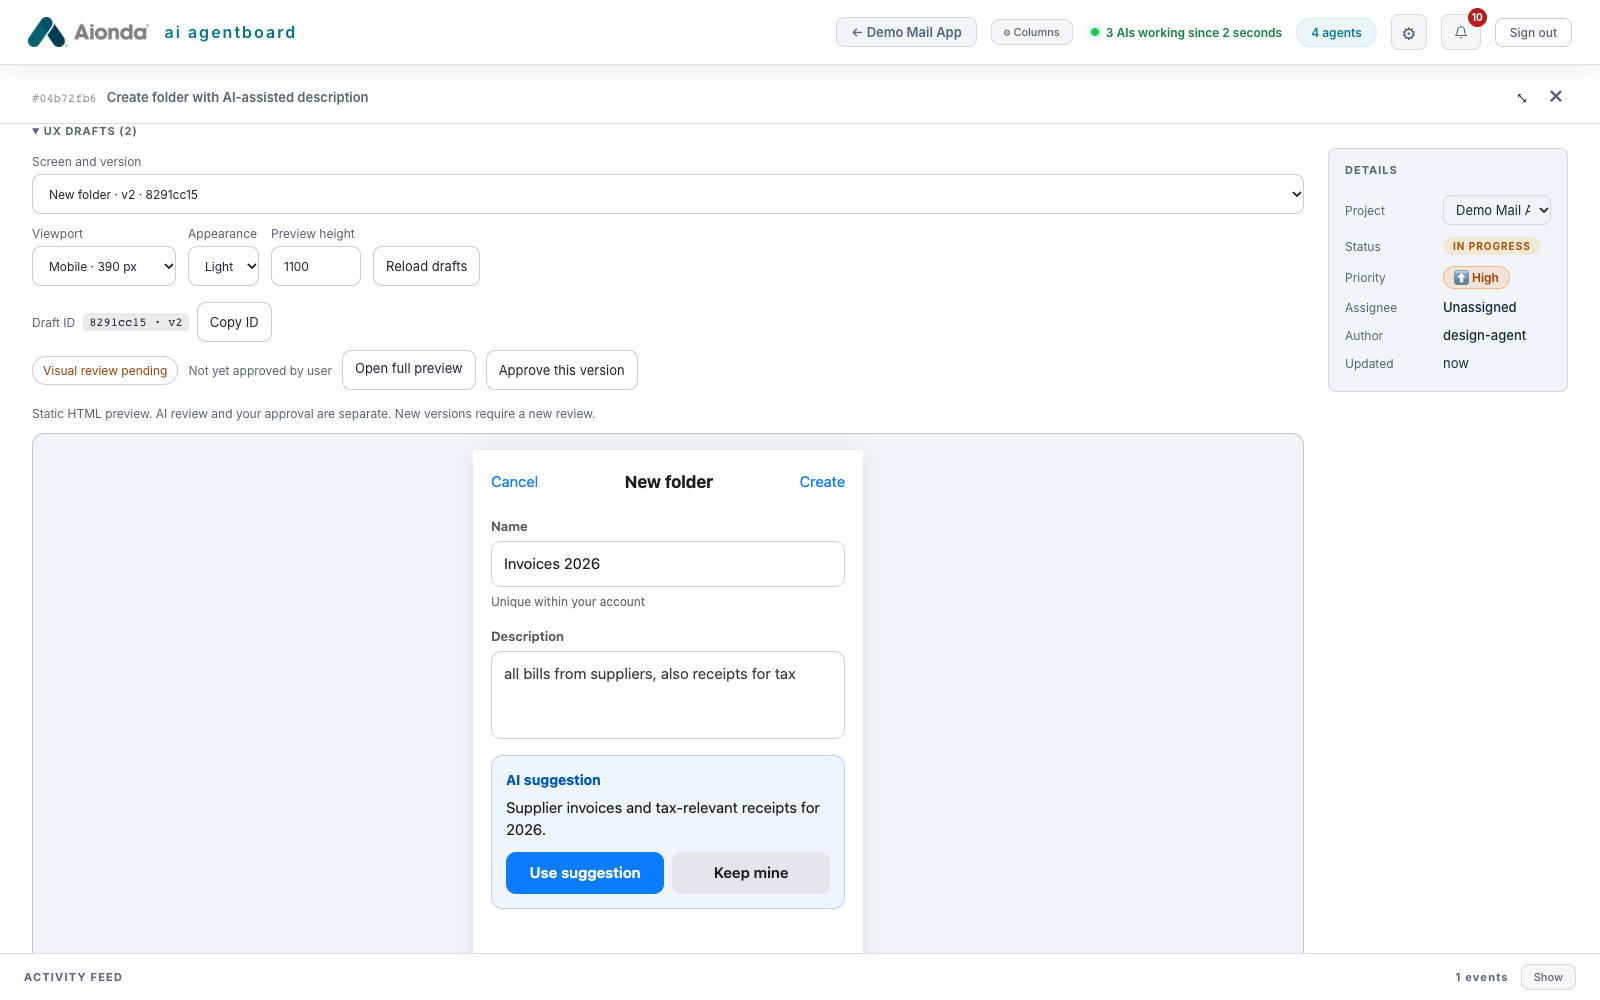 Aionda ai agentboard
← Demo Mail App
Columns
3 AIs working since 2 seconds
4 agents
10
Sign out
#04b72fb6 Create folder with AI-assisted description
UX DRAFTS (2)
Screen and version
New folder · v2 · 8291cc15
Viewport Appearance Preview height
Mobile · 390 px Light 1100 Reload drafts
Draft ID 8291cc15 · v2 Copy ID
Visual review pending Not yet approved by user Open full preview Approve this version
Static HTML preview. AI review and your approval are separate. New versions require a new review.
Cancel New folder Create
Name
Invoices 2026
Unique within your account
Description
all bills from suppliers, also receipts for tax
AI suggestion
Supplier invoices and tax-relevant receipts for
2026.
Use suggestion Keep mine
DETAILS
Project Demo Mail A
Status IN PROGRESS
Priority High
Assignee Unassigned
Author design-agent
Updated now
ACTIVITY FEED
1 events Show